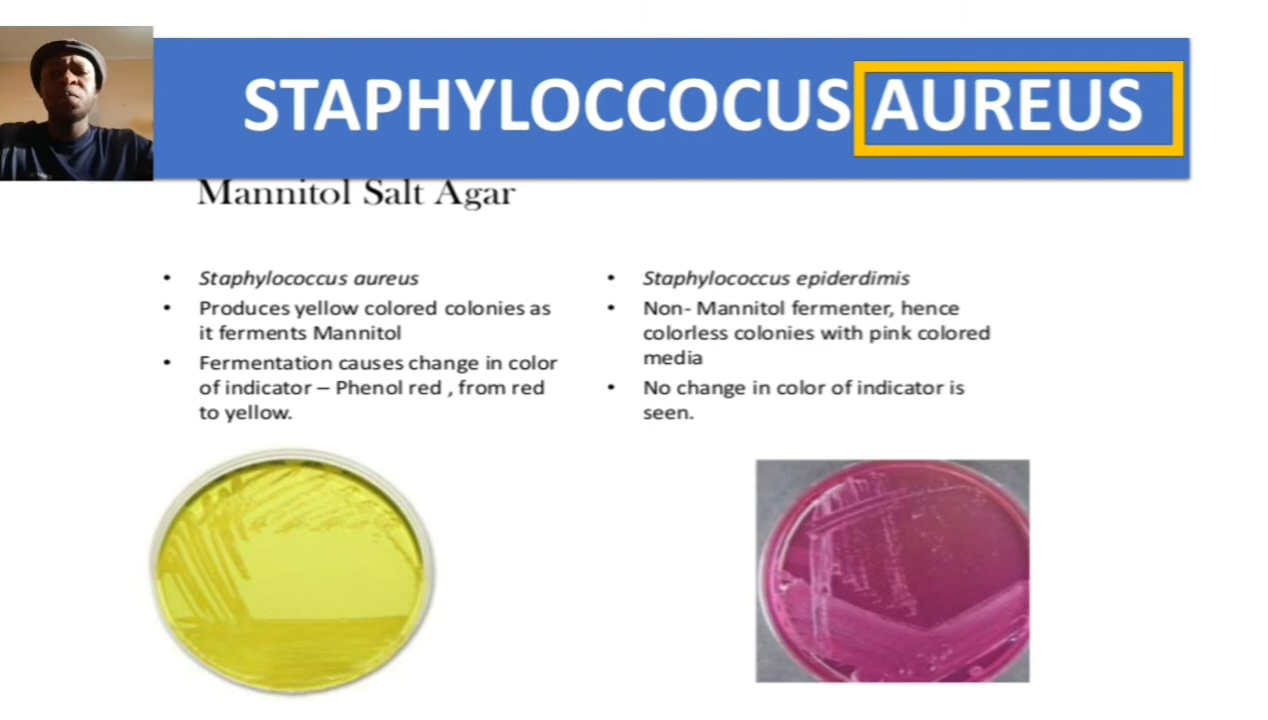 STAPHYLOCCOCUS AUREUS
Mannitol Salt Agar
• Staphylococcus aureus
• Produces yellow colored colonies as
it ferments Mannitol
• Fermentation causes change in color
of indicator – Phenol red , from red
to yellow.
• Staphylococcus epiderdimis
• Non- Mannitol fermenter, hence
colorless colonies with pink colored
media
• No change in color of indicator is
seen.